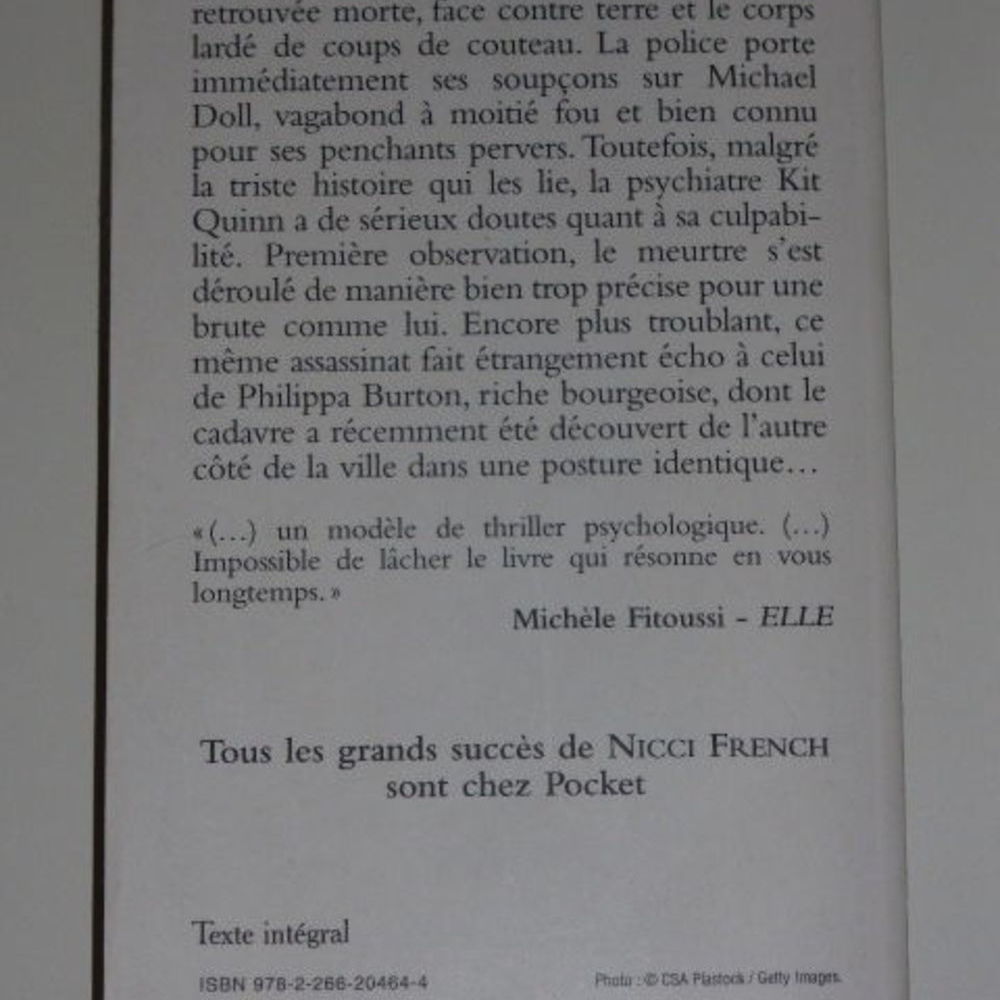 retrouvée morte, face contre terre et le corps
lardé de coups de couteau. La police porte
immédiatement ses soupçons sur Michael
Doll, vagabond à moitié fou et bien connu
pour ses penchants pervers. Toutefois, malgré
la triste histoire qui les lie, la psychiatre Kit
Quinn a de sérieux doutes quant à sa culpabi-
lité. Première observation, le meurtre s'est
déroulé de manière bien trop précise pour une
brute comme lui. Encore plus troublant, ce
même assassinat fait étrangement écho à celui
de Philippa Burton, riche bourgeoise, dont le
cadavre a récemment été découvert de l'autre
côté de la ville dans une posture identique…
« (…) un modèle de thriller psychologique. (…)
Impossible de lâcher le livre qui résonne en vous
longtemps. »
Michèle Fitoussi – ELLE
Tous les grands succès de NICCI FRENCH
sont chez Pocket
Texte intégral
ISBN 978-2-266-20464-4
Photo : © CSA Plastock / Getty Images.